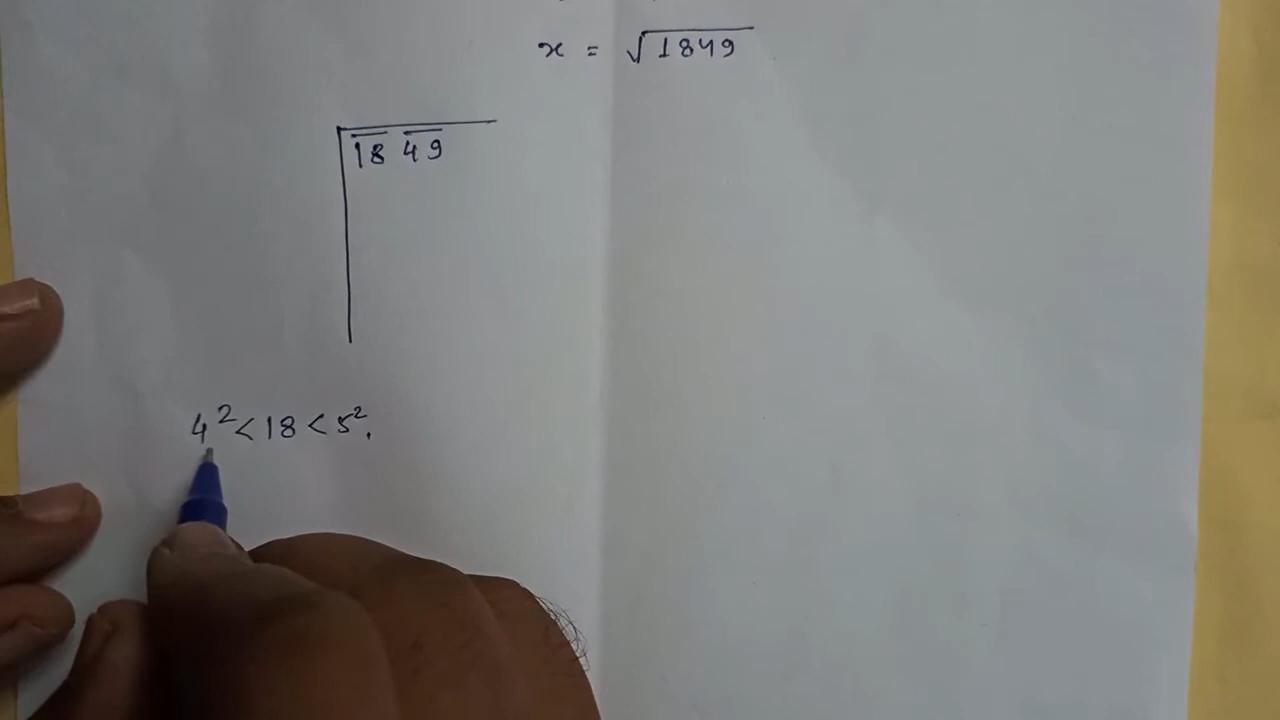 x = √1849
18 49
4² < 18 < 5².